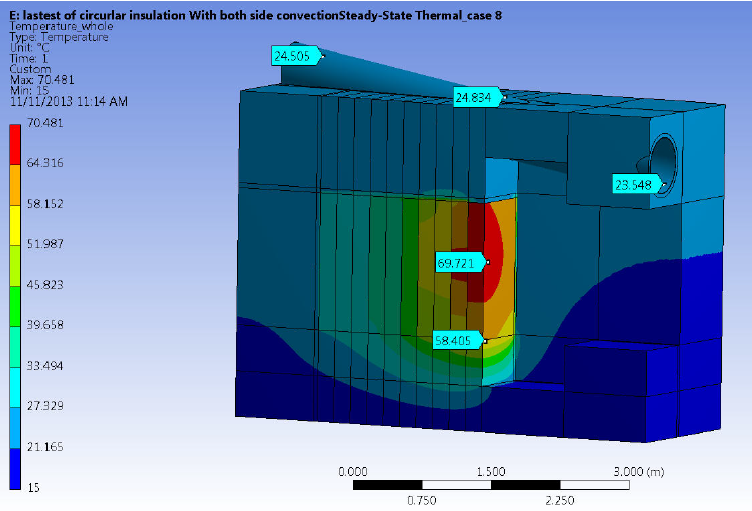 E: lastest of circurlar insulation With both side convectionSteady-State Thermal_case 8
Temperature_whole
Type: Temperature
Unit: °C
Time: 1
Custom
Max: 70.481
Min: 15
11/11/2013 11:14 AM
70.481
64.316
58.152
51.987
45.823
39.658
33.494
27.329
21.165
15
24.505
24.834
23.548
69.721
58.405
0.000 1.500 3.000 (m)
0.750 2.250